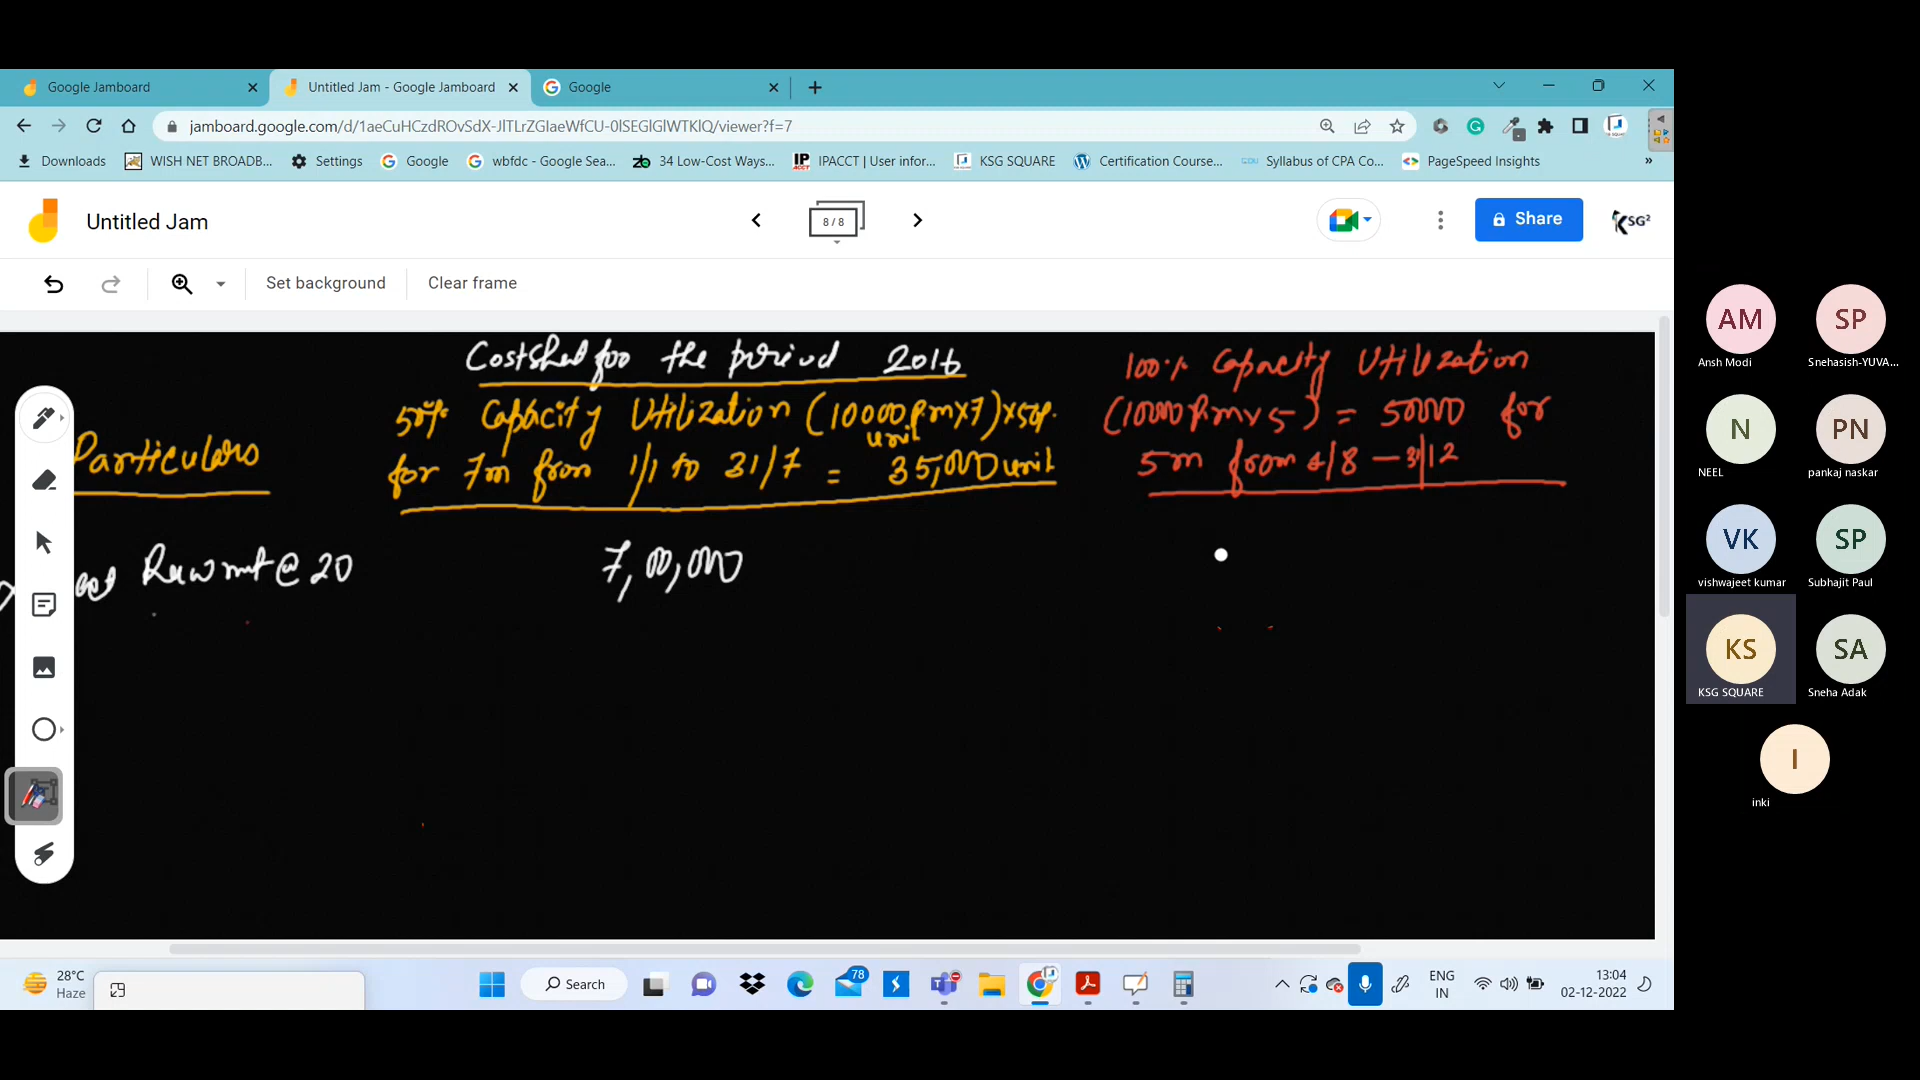 Google Jamboard
Untitled Jam - Google Jamboard
Google
jamboard.google.com/d/1aeCuHCzdROvSdX-JlTLrZGIaeWfCU-0lSEGlGlWTKlQ/viewer?f=7
Downloads
WISH NET BROADB...
Settings
Google
wbfdc - Google Sea...
34 Low-Cost Ways...
IPACCT | User infor...
KSG SQUARE
Certification Course...
Syllabus of CPA Co...
PageSpeed Insights
»
Untitled Jam
8 / 8
Share
KSG²
Set background
Clear frame
Costsheet for the period 2016
Particulars
50% Capacity Utilization (10000 Pm×7)×50%
unit
for 7m from 1/1 to 31/7 = 35,000 unit
100% Capacity Utilization
(10000 Pm×5) = 50000 for
5m from 1/8 – 31/12
Raw mat @ 20
7,00,000
AM
Ansh Modi
SP
Snehasish-YUVA...
N
NEEL
PN
pankaj naskar
VK
vishwajeet kumar
SP
Subhajit Paul
KS
KSG SQUARE
SA
Sneha Adak
I
inki
28°C
Haze
Search
78
ENG
IN
13:04
02-12-2022